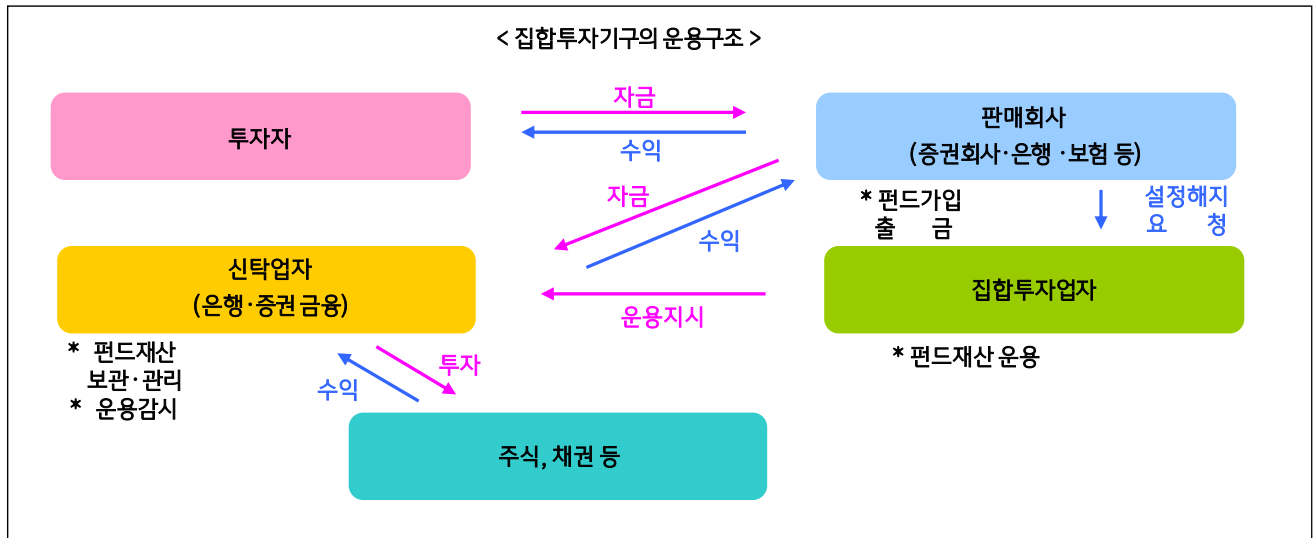 < 집합투자기구의 운용구조 >
투자자
자금
수익
판매회사
(증권회사·은행 ·보험 등)
자금
수익
* 펀드가입
출 금
설정해지
요 청
신탁업자
(은행·증권 금융)
운용지시
집합투자업자
* 펀드재산
보관·관리
* 운용감시
수익
투자
* 펀드재산 운용
주식, 채권 등